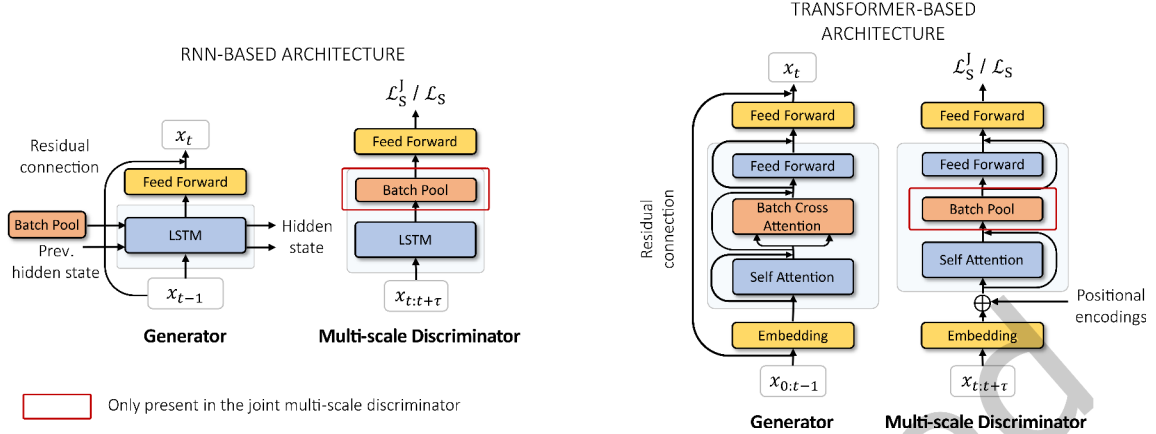 RNN-BASED ARCHITECTURE
Residual
connection
x_t
Feed Forward
Batch Pool
LSTM
Prev.
hidden state
Hidden
state
x_{t−1}
Generator
ℒ_S^J / ℒ_S
Feed Forward
Batch Pool
LSTM
x_{t:t+τ}
Multi-scale Discriminator
Only present in the joint multi-scale discriminator
TRANSFORMER-BASED
ARCHITECTURE
x_t
Feed Forward
Feed Forward
Batch Cross
Attention
Self Attention
Embedding
x_{0:t−1}
Generator
Residual
connection
ℒ_S^J / ℒ_S
Feed Forward
Feed Forward
Batch Pool
Self Attention
Positional
encodings
Embedding
x_{t:t+τ}
Multi-scale Discriminator